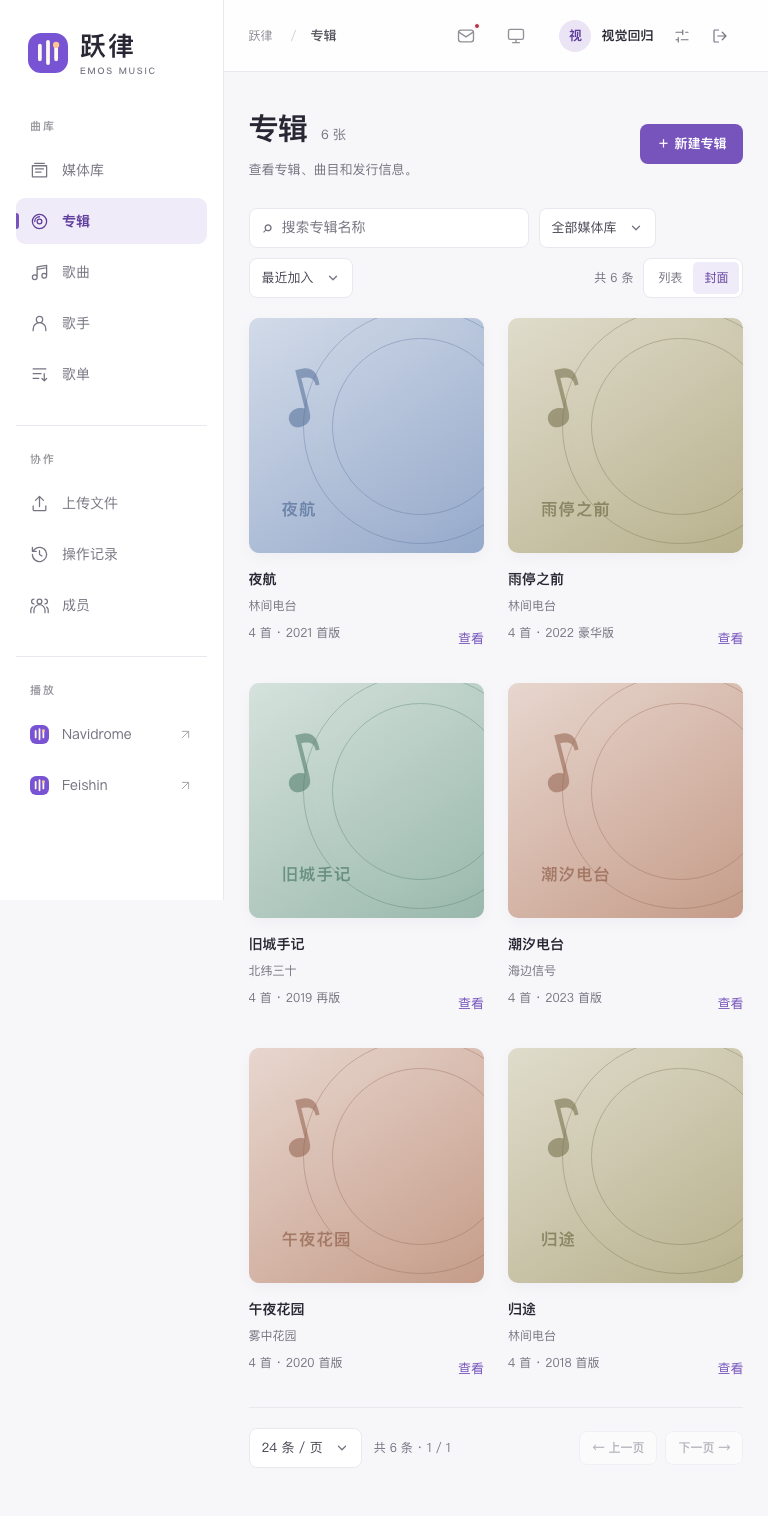 跃律
EMOS MUSIC
曲库
媒体库
专辑
歌曲
歌手
歌单
协作
上传文件
操作记录
成员
播放
Navidrome
Feishin
跃律 / 专辑
视 视觉回归
专辑 6 张
查看专辑、曲目和发行信息。
+ 新建专辑
搜索专辑名称
全部媒体库
最近加入
共 6 条
列表 封面
夜航
夜航
林间电台
4 首 · 2021 首版
查看
雨停之前
雨停之前
林间电台
4 首 · 2022 豪华版
查看
旧城手记
旧城手记
北纬三十
4 首 · 2019 再版
查看
潮汐电台
潮汐电台
海边信号
4 首 · 2023 首版
查看
午夜花园
午夜花园
雾中花园
4 首 · 2020 首版
查看
归途
归途
林间电台
4 首 · 2018 首版
查看
24 条 / 页
共 6 条 · 1 / 1
← 上一页
下一页 →